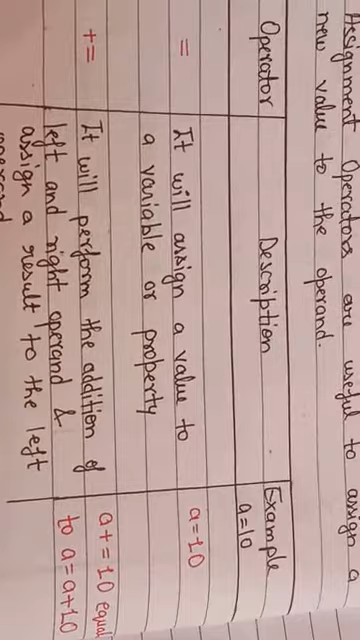 Assignment Operators are useful to assign a
new value to the operand.
Operator Description Example
a=10
= It will assign a value to a=10
a variable or property
+= It will perform the addition of a+=10 equal
left and right operand & to a=a+10
assign a result to the left
operand